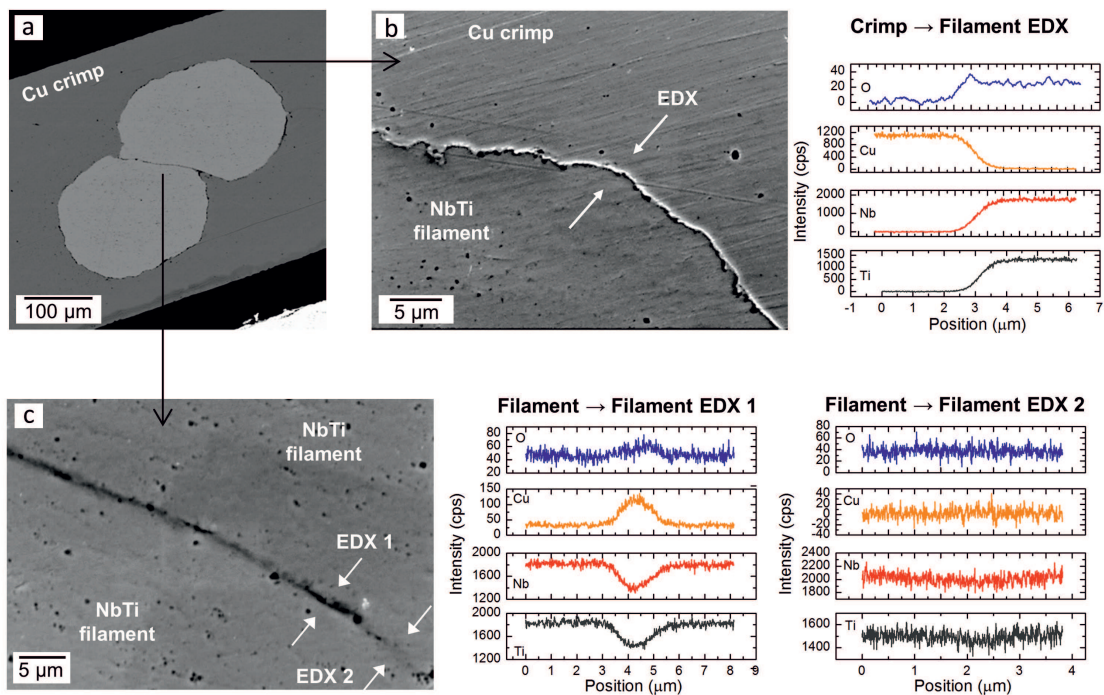 a
Cu crimp
100 µm
b
Cu crimp
EDX
NbTi
filament
5 µm
Crimp → Filament EDX
40
20
0
O
1200
800
400
0
Cu
2000
1000
0
Nb
1500
1000
500
0
Ti
Intensity (cps)
-1 0 1 2 3 4 5 6 7
Position (µm)
c
NbTi
filament
EDX 1
NbTi
filament
EDX 2
5 µm
Filament → Filament EDX 1
80
60
40
20
O
150
100
50
0
Cu
2000
1600
1200
Nb
2000
1600
1200
Ti
Intensity (cps)
0 1 2 3 4 5 6 7 8 9
Position (µm)
Filament → Filament EDX 2
80
60
40
20
0
O
40
20
0
-20
-40
Cu
2400
2200
2000
1800
Nb
1600
1400
Ti
Intensity (cps)
0 1 2 3 4
Position (µm)